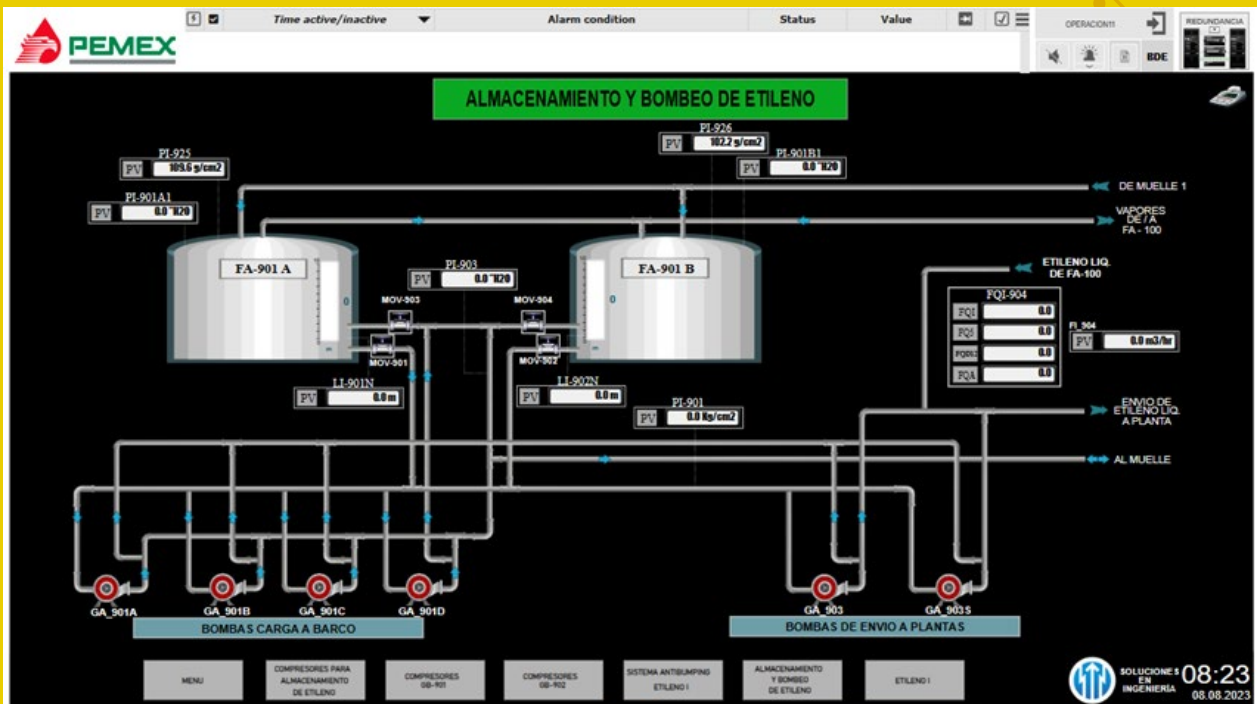 Time active/inactive
Alarm condition
Status
Value
OPERACION11
REDUNDANCIA
BDE
PEMEX
ALMACENAMIENTO Y BOMBEO DE ETILENO
PI-926
PV 102.2 g/cm2
PI-925
PV 109.6 g/cm2
PI-901B1
PV 0.0 "H2O
PI-901A1
PV 0.0 "H2O
DE MUELLE 1
VAPORES
DE / A
FA - 100
FA-901 A
FA-901 B
PI-903
PV 0.0 "H2O
ETILENO LIQ.
DE FA-100
FQI-904
FQI 0.0
FQS 0.0
0.0
FQA 0.0
FI_904
PV 0.0 m3/hr
0
0
MOV-903
MOV-904
MOV-901
MOV-902
LI-901N
PV 0.0 m
LI-902N
PV 0.0 m
PI-901
PV 0.0 Kg/cm2
ENVIO DE
ETILENO LIQ.
A PLANTA
AL MUELLE
GA_901A
GA_901B
GA_901C
GA_901D
GA_903
GA_903S
BOMBAS CARGA A BARCO
BOMBAS DE ENVIO A PLANTAS
MENU
COMPRESORES PARA
ALMACENAMIENTO
DE ETILENO
COMPRESORES
GB-901
COMPRESORES
GB-902
SISTEMA ANTIBUMPING
ETILENO I
ALMACENAMIENTO
Y BOMBEO
DE ETILENO
ETILENO I
SOLUCIONES
EN
INGENIERÍA
08:23
08.08.2023